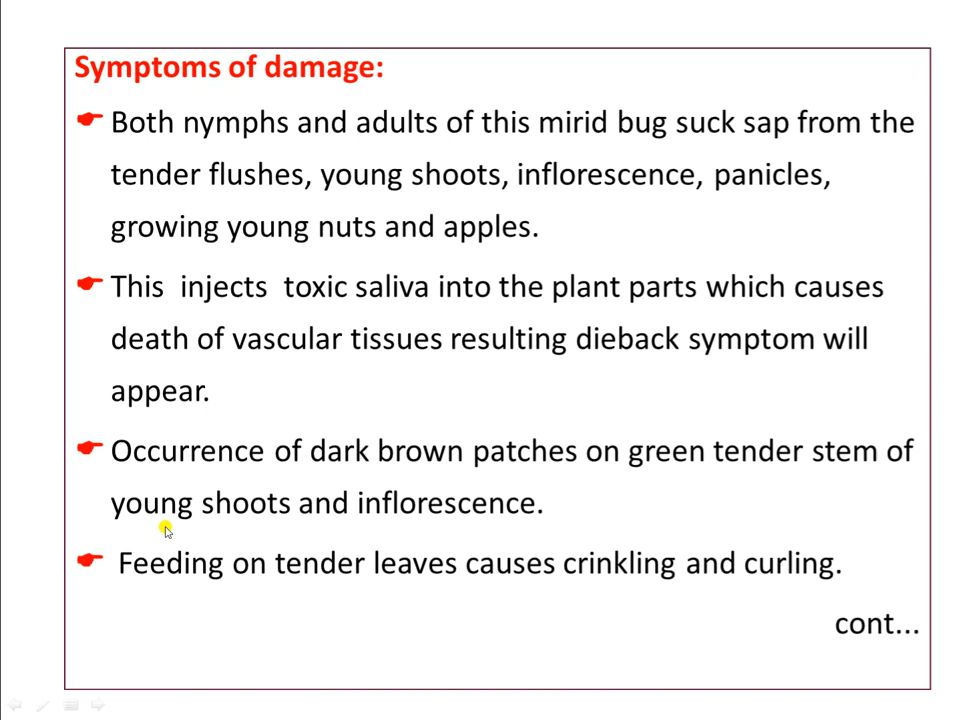 Symptoms of damage:
Both nymphs and adults of this mirid bug suck sap from the
tender flushes, young shoots, inflorescence, panicles,
growing young nuts and apples.
This injects toxic saliva into the plant parts which causes
death of vascular tissues resulting dieback symptom will
appear.
Occurrence of dark brown patches on green tender stem of
young shoots and inflorescence.
Feeding on tender leaves causes crinkling and curling.
cont...